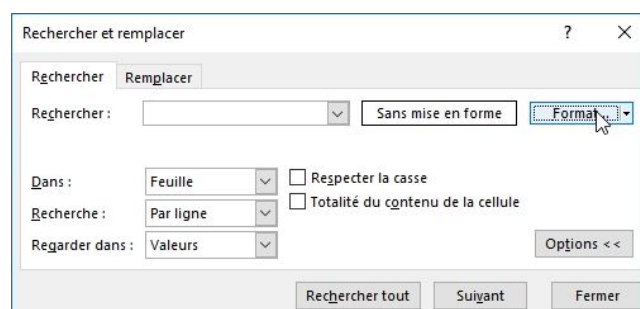 Rechercher et remplacer ? ✕
Rechercher Remplacer
Rechercher : Sans mise en forme Format...
Dans : Feuille Respecter la casse
Recherche : Par ligne Totalité du contenu de la cellule
Regarder dans : Valeurs Options <<
Rechercher tout Suivant Fermer